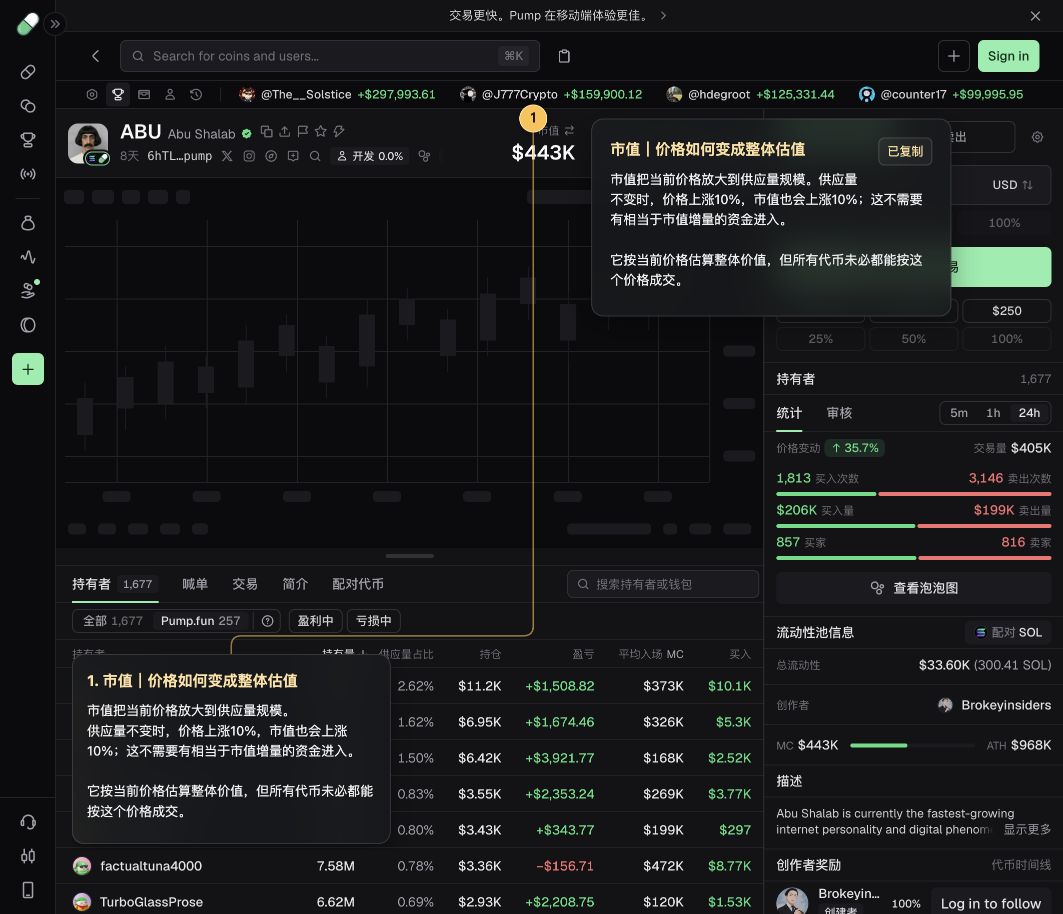 交易更快。Pump 在移动端体验更佳。
Search for coins and users...
⌘K
Sign in
@The__Solstice +$297,993.61
@J777Crypto +$159,900.12
@hdegroot +$125,331.44
@counter17 +$99,995.95
ABU Abu Shalab
8天 6hTL...pump
开发 0.0%
1
市值
$443K
市值｜价格如何变成整体估值
已复制
市值把当前价格放大到供应量规模。供应量
不变时，价格上涨10%，市值也会上涨10%；这不需要
有相当于市值增量的资金进入。
它按当前价格估算整体价值，但所有代币未必都能按这
个价格成交。
USD
100%
$250
25%
50%
100%
持有者 1,677
统计
审核
5m
1h
24h
价格变动 ↑ 35.7%
交易量 $405K
1,813 买入次数
3,146 卖出次数
$206K 买入量
$199K 卖出量
857 买家
816 卖家
查看泡泡图
流动性池信息
配对 SOL
总流动性
$33.60K (300.41 SOL)
创作者
Brokeyinsiders
MC $443K
ATH $968K
描述
Abu Shalab is currently the fastest-growing
internet personality and digital phenom
显示更多
创作者奖励
代币时间线
Brokeyin...
创建者
100%
Log in to follow
持有者 1,677
喊单
交易
简介
配对代币
搜索持有者或钱包
全部 1,677
Pump.fun 257
盈利中
亏损中
持有者 持有量 ↓ 供应量占比 持仓 盈亏 平均入场 MC 买入
1. 市值｜价格如何变成整体估值
市值把当前价格放大到供应量规模。
供应量不变时，价格上涨10%，市值也会上涨
10%；这不需要有相当于市值增量的资金进入。
它按当前价格估算整体价值，但所有代币未必都能
按这个价格成交。
2.62% $11.2K +$1,508.82 $373K $10.1K
1.62% $6.95K +$1,674.46 $326K $5.3K
1.50% $6.42K +$3,921.77 $168K $2.52K
0.83% $3.55K +$2,353.24 $269K $3.77K
0.80% $3.43K +$343.77 $199K $297
factualtuna4000 7.58M 0.78% $3.36K −$156.71 $472K $8.77K
TurboGlassProse 6.62M 0.69% $2.93K +$2,208.75 $120K $1.53K